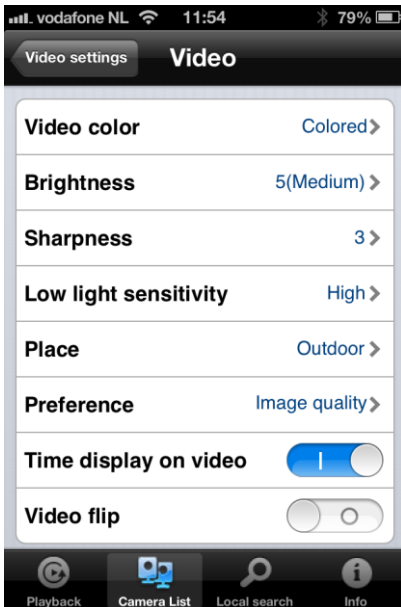 vodafone NL 11:54 79%
Video settings Video
Video color Colored
Brightness 5(Medium)
Sharpness 3
Low light sensitivity High
Place Outdoor
Preference Image quality
Time display on video
Video flip
Playback Camera List Local search Info